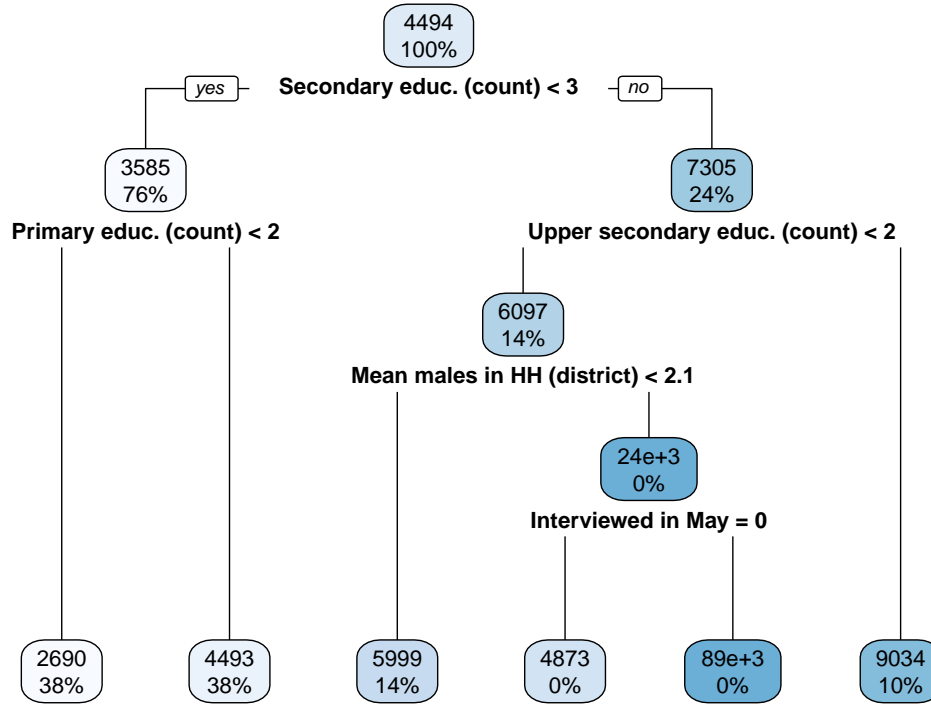 4494
100%
yes
Secondary educ. (count) < 3
no
3585
76%
7305
24%
Primary educ. (count) < 2
Upper secondary educ. (count) < 2
6097
14%
Mean males in HH (district) < 2.1
24e+3
0%
Interviewed in May = 0
2690
38%
4493
38%
5999
14%
4873
0%
89e+3
0%
9034
10%